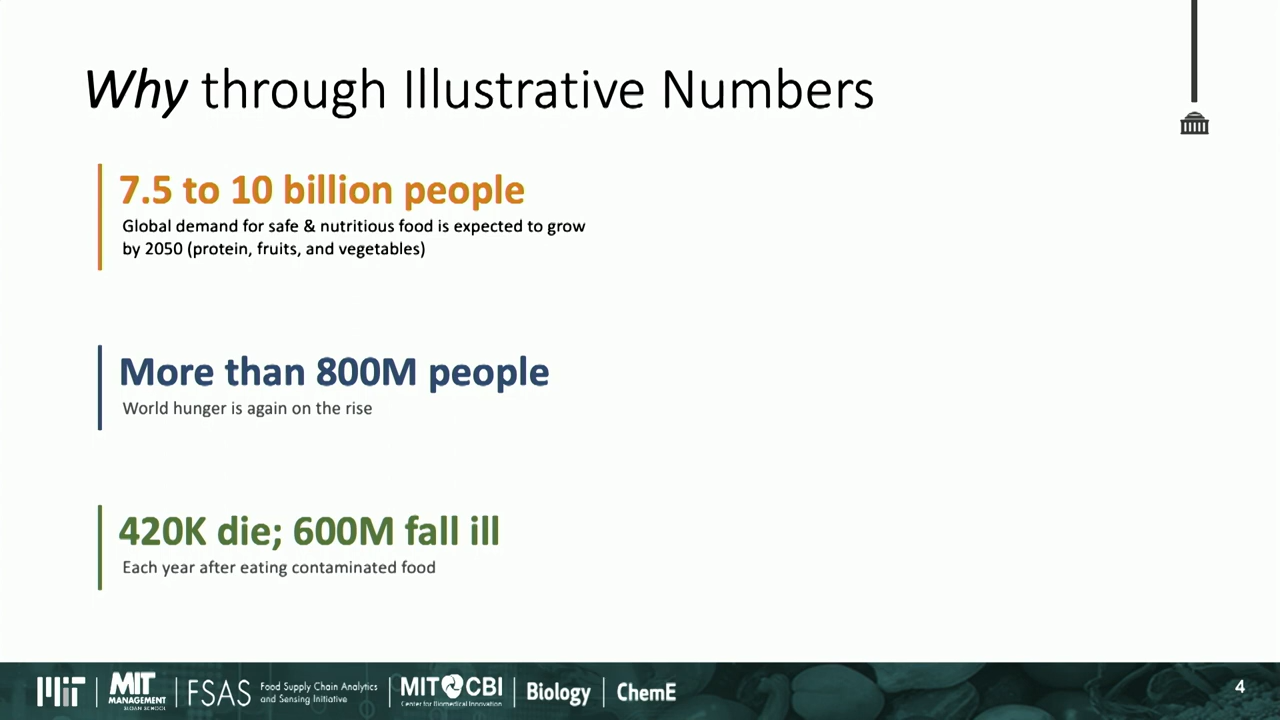 Why through Illustrative Numbers
7.5 to 10 billion people
Global demand for safe & nutritious food is expected to grow
by 2050 (protein, fruits, and vegetables)
More than 800M people
World hunger is again on the rise
420K die; 600M fall ill
Each year after eating contaminated food
MIT
MIT
MANAGEMENT
SLOAN SCHOOL
FSAS
Food Supply Chain Analytics
and Sensing Initiative
MIT CBI
Center for Biomedical Innovation
Biology
ChemE
4